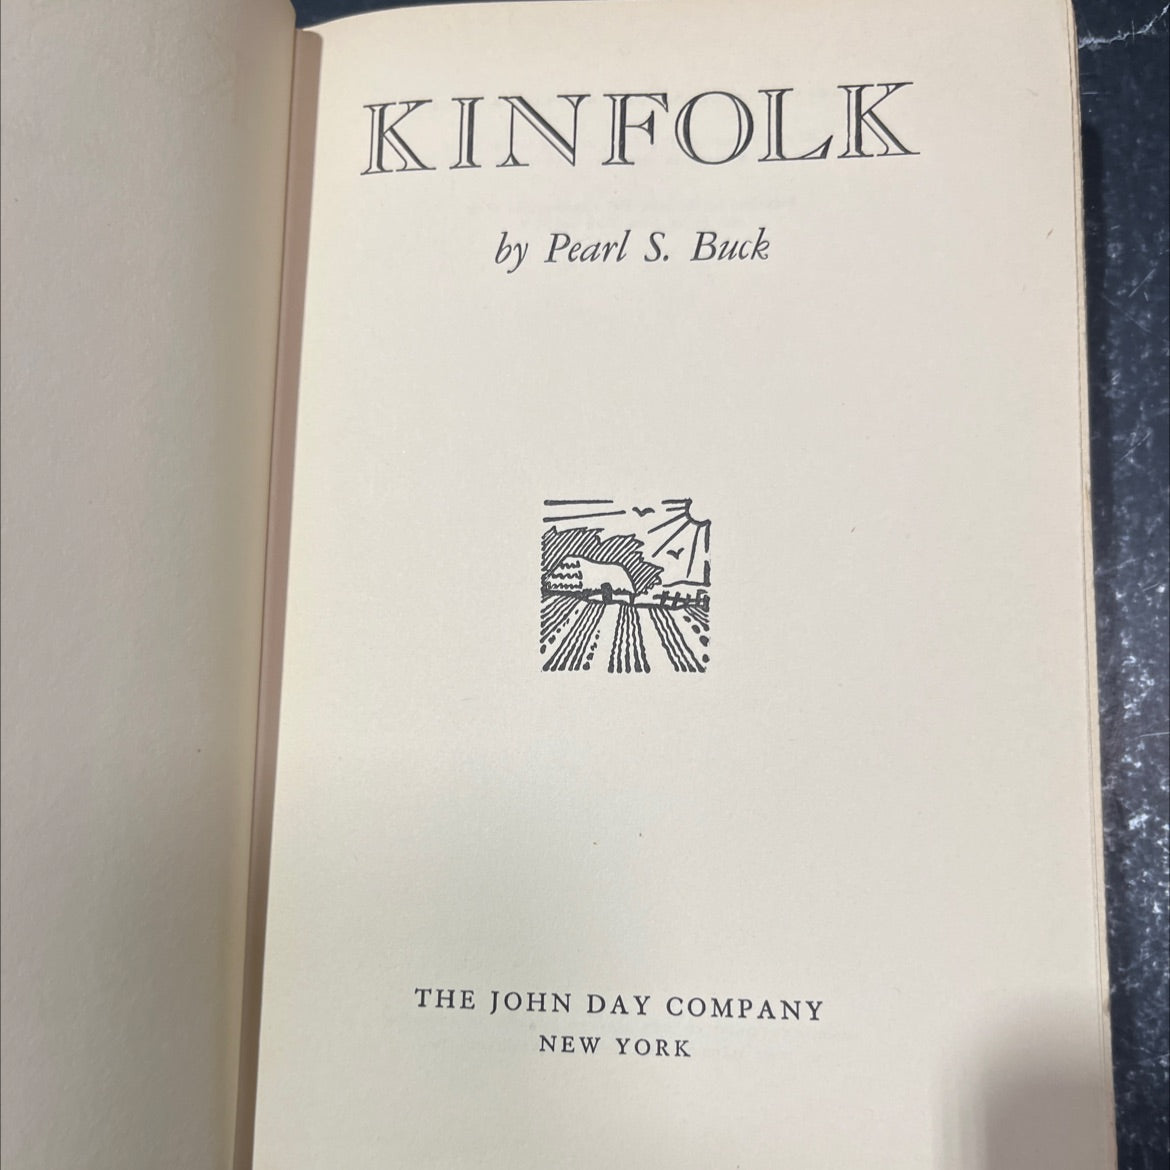 KINFOLK
by Pearl S. Buck
THE JOHN DAY COMPANY
NEW YORK